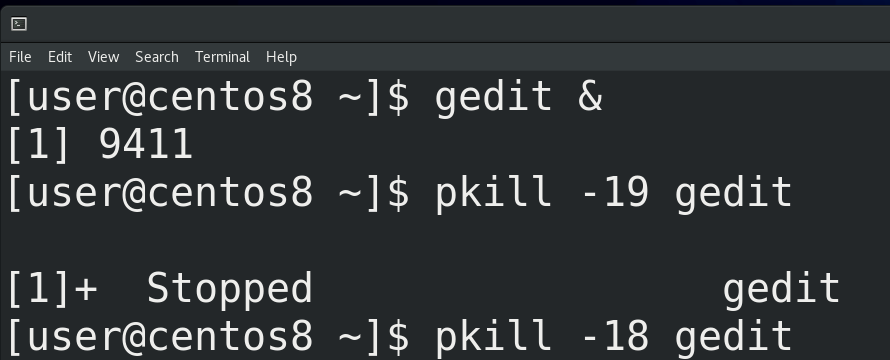 File Edit View Search Terminal Help
[user@centos8 ~]$ gedit &
[1] 9411
[user@centos8 ~]$ pkill -19 gedit
[1]+  Stopped                 gedit
[user@centos8 ~]$ pkill -18 gedit